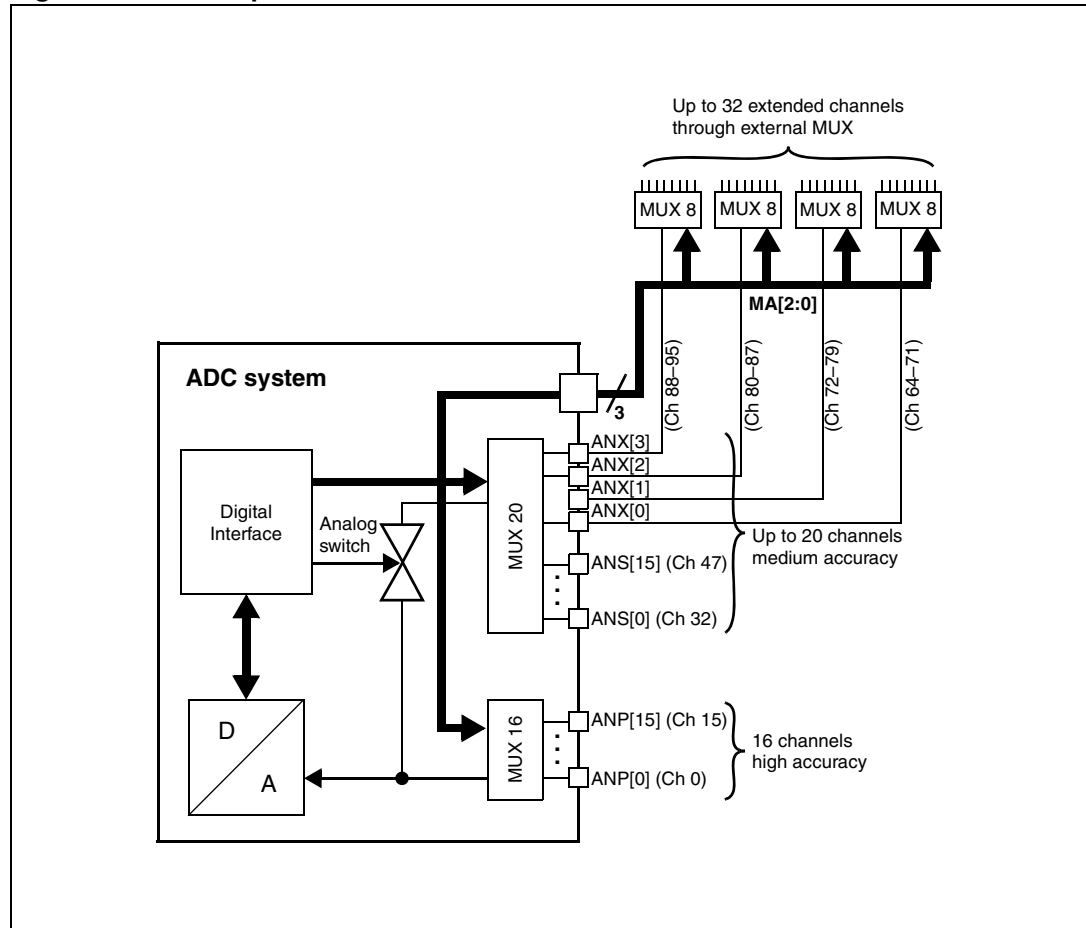 Up to 32 extended channels
through external MUX
MUX 8
MUX 8
MUX 8
MUX 8
MA[2:0]
(Ch 88–95)
(Ch 80–87)
(Ch 72–79)
(Ch 64–71)
ADC system
3
ANX[3]
ANX[2]
ANX[1]
ANX[0]
Digital
Interface
Analog
switch
MUX 20
ANS[15] (Ch 47)
ANS[0] (Ch 32)
Up to 20 channels
medium accuracy
D
A
MUX 16
ANP[15] (Ch 15)
ANP[0] (Ch 0)
16 channels
high accuracy